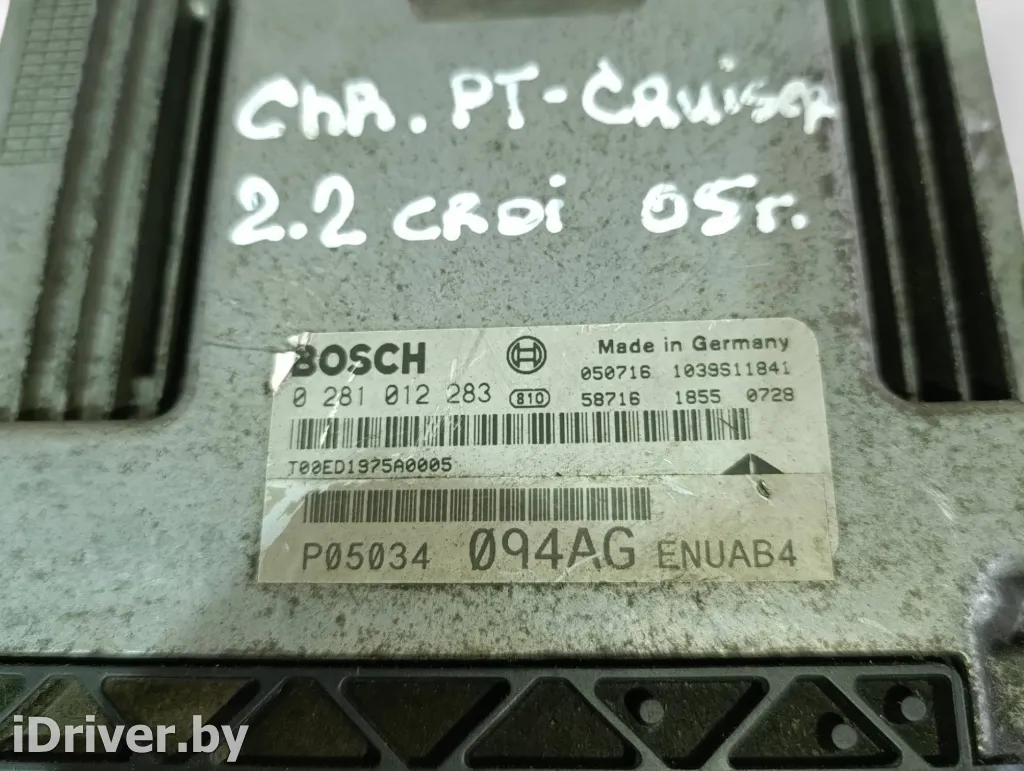 Chr. PT-Cruiser
2.2 CRDi 05г.
BOSCH Made in Germany
050716 1039S11841
0 281 012 283 810 58716 1855 0728
T00ED1975A0005
P05034 094AG ENUAB4
iDriver.by